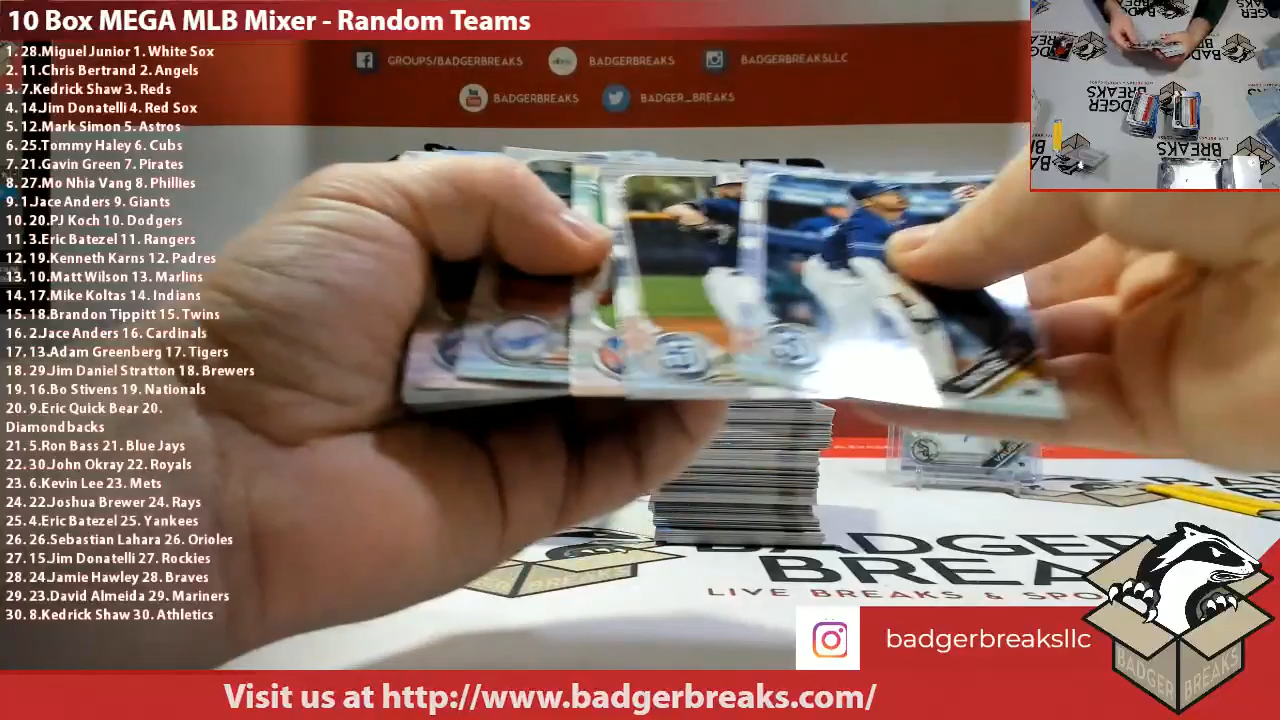 10 Box MEGA MLB Mixer - Random Teams
1. 28.Miguel Junior 1. White Sox
2. 11.Chris Bertrand 2. Angels
3. 7.Kedrick Shaw 3. Reds
4. 14.Jim Donatelli 4. Red Sox
5. 12.Mark Simon 5. Astros
6. 25.Tommy Haley 6. Cubs
7. 21.Gavin Green 7. Pirates
8. 27.Mo Nhia Vang 8. Phillies
9. 1.Jace Anders 9. Giants
10. 20.PJ Koch 10. Dodgers
11. 3.Eric Batezel 11. Rangers
12. 19.Kenneth Karns 12. Padres
13. 10.Matt Wilson 13. Marlins
14. 17.Mike Koltas 14. Indians
15. 18.Brandon Tippitt 15. Twins
16. 2.Jace Anders 16. Cardinals
17. 13.Adam Greenberg 17. Tigers
18. 29.Jim Daniel Stratton 18. Brewers
19. 16.Bo Stivens 19. Nationals
20. 9.Eric Quick Bear 20.
Diamondbacks
21. 5.Ron Bass 21. Blue Jays
22. 30.John Okray 22. Royals
23. 6.Kevin Lee 23. Mets
24. 22.Joshua Brewer 24. Rays
25. 4.Eric Batezel 25. Yankees
26. 26.Sebastian Lahara 26. Orioles
27. 15.Jim Donatelli 27. Rockies
28. 24.Jamie Hawley 28. Braves
29. 23.David Almeida 29. Mariners
30. 8.Kedrick Shaw 30. Athletics
GROUPS/BADGERBREAKS
BADGERBREAKS
BADGERBREAKSLLC
BADGERBREAKS
BADGER_BREAKS
BADGER
BREAKS
BADGER
BREAKS
LIVE BREAKS & SPO
badgerbreaksllc
BADGER BREAKS
Visit us at http://www.badgerbreaks.com/